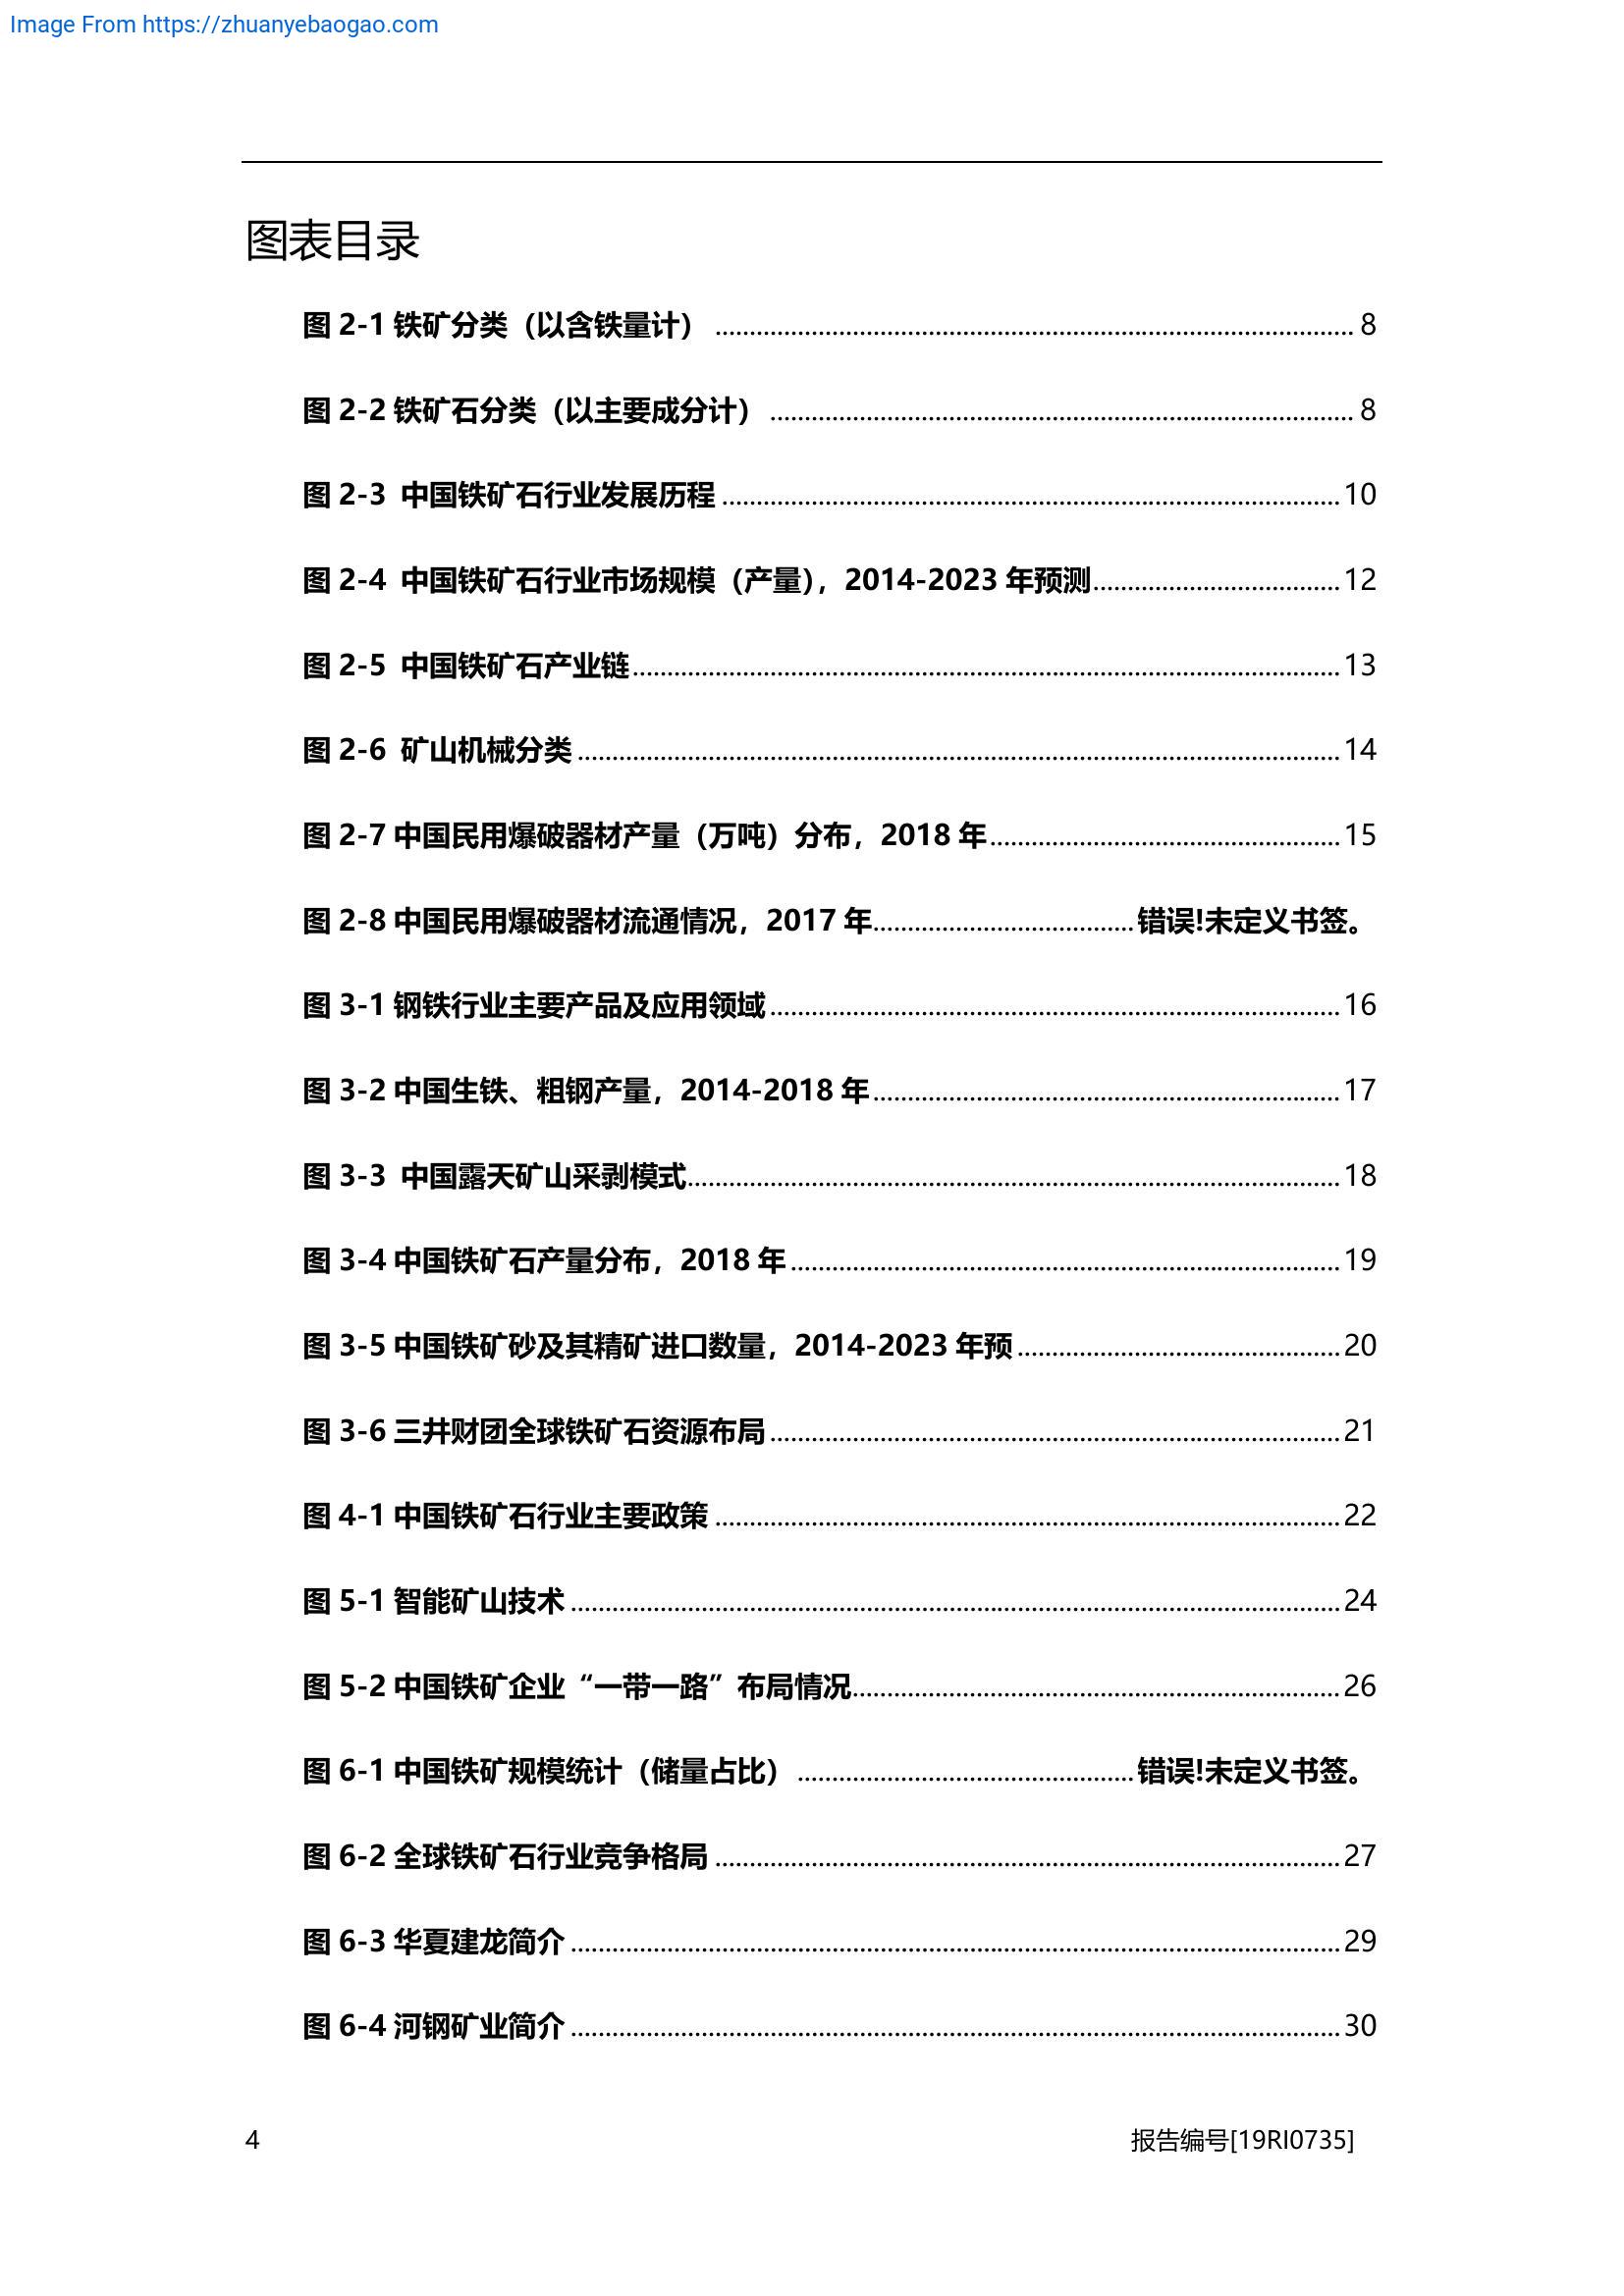 Image From https://zhuanyebaogao.com
图表目录
图 2-1 铁矿分类（以含铁量计） ........................ 8
图 2-2 铁矿石分类（以主要成分计） ........................ 8
图 2-3 中国铁矿石行业发展历程 ........................ 10
图 2-4 中国铁矿石行业市场规模（产量），2014-2023 年预测 ........................ 12
图 2-5 中国铁矿石产业链 ........................ 13
图 2-6 矿山机械分类 ........................ 14
图 2-7 中国民用爆破器材产量（万吨）分布，2018 年 ........................ 15
图 2-8 中国民用爆破器材流通情况，2017 年 ........................ 错误!未定义书签。
图 3-1 钢铁行业主要产品及应用领域 ........................ 16
图 3-2 中国生铁、粗钢产量，2014-2018 年 ........................ 17
图 3-3 中国露天矿山采剥模式 ........................ 18
图 3-4 中国铁矿石产量分布，2018 年 ........................ 19
图 3-5 中国铁矿砂及其精矿进口数量，2014-2023 年预 ........................ 20
图 3-6 三井财团全球铁矿石资源布局 ........................ 21
图 4-1 中国铁矿石行业主要政策 ........................ 22
图 5-1 智能矿山技术 ........................ 24
图 5-2 中国铁矿企业“一带一路”布局情况 ........................ 26
图 6-1 中国铁矿规模统计（储量占比） ........................ 错误!未定义书签。
图 6-2 全球铁矿石行业竞争格局 ........................ 27
图 6-3 华夏建龙简介 ........................ 29
图 6-4 河钢矿业简介 ........................ 30
4 报告编号[19RI0735]